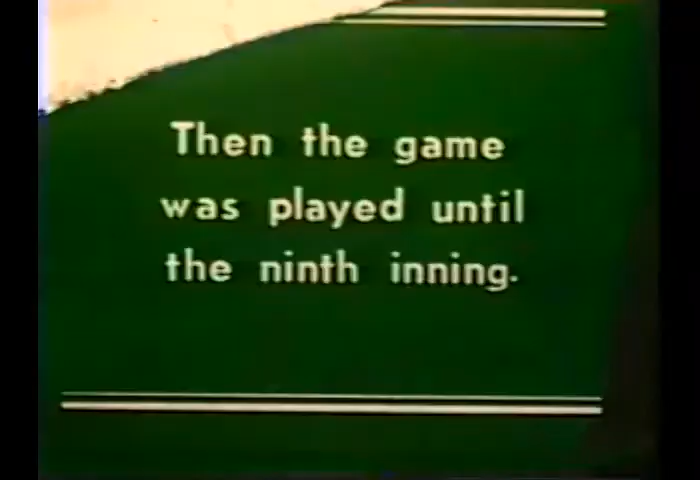 Then the game
was played until
the ninth inning.